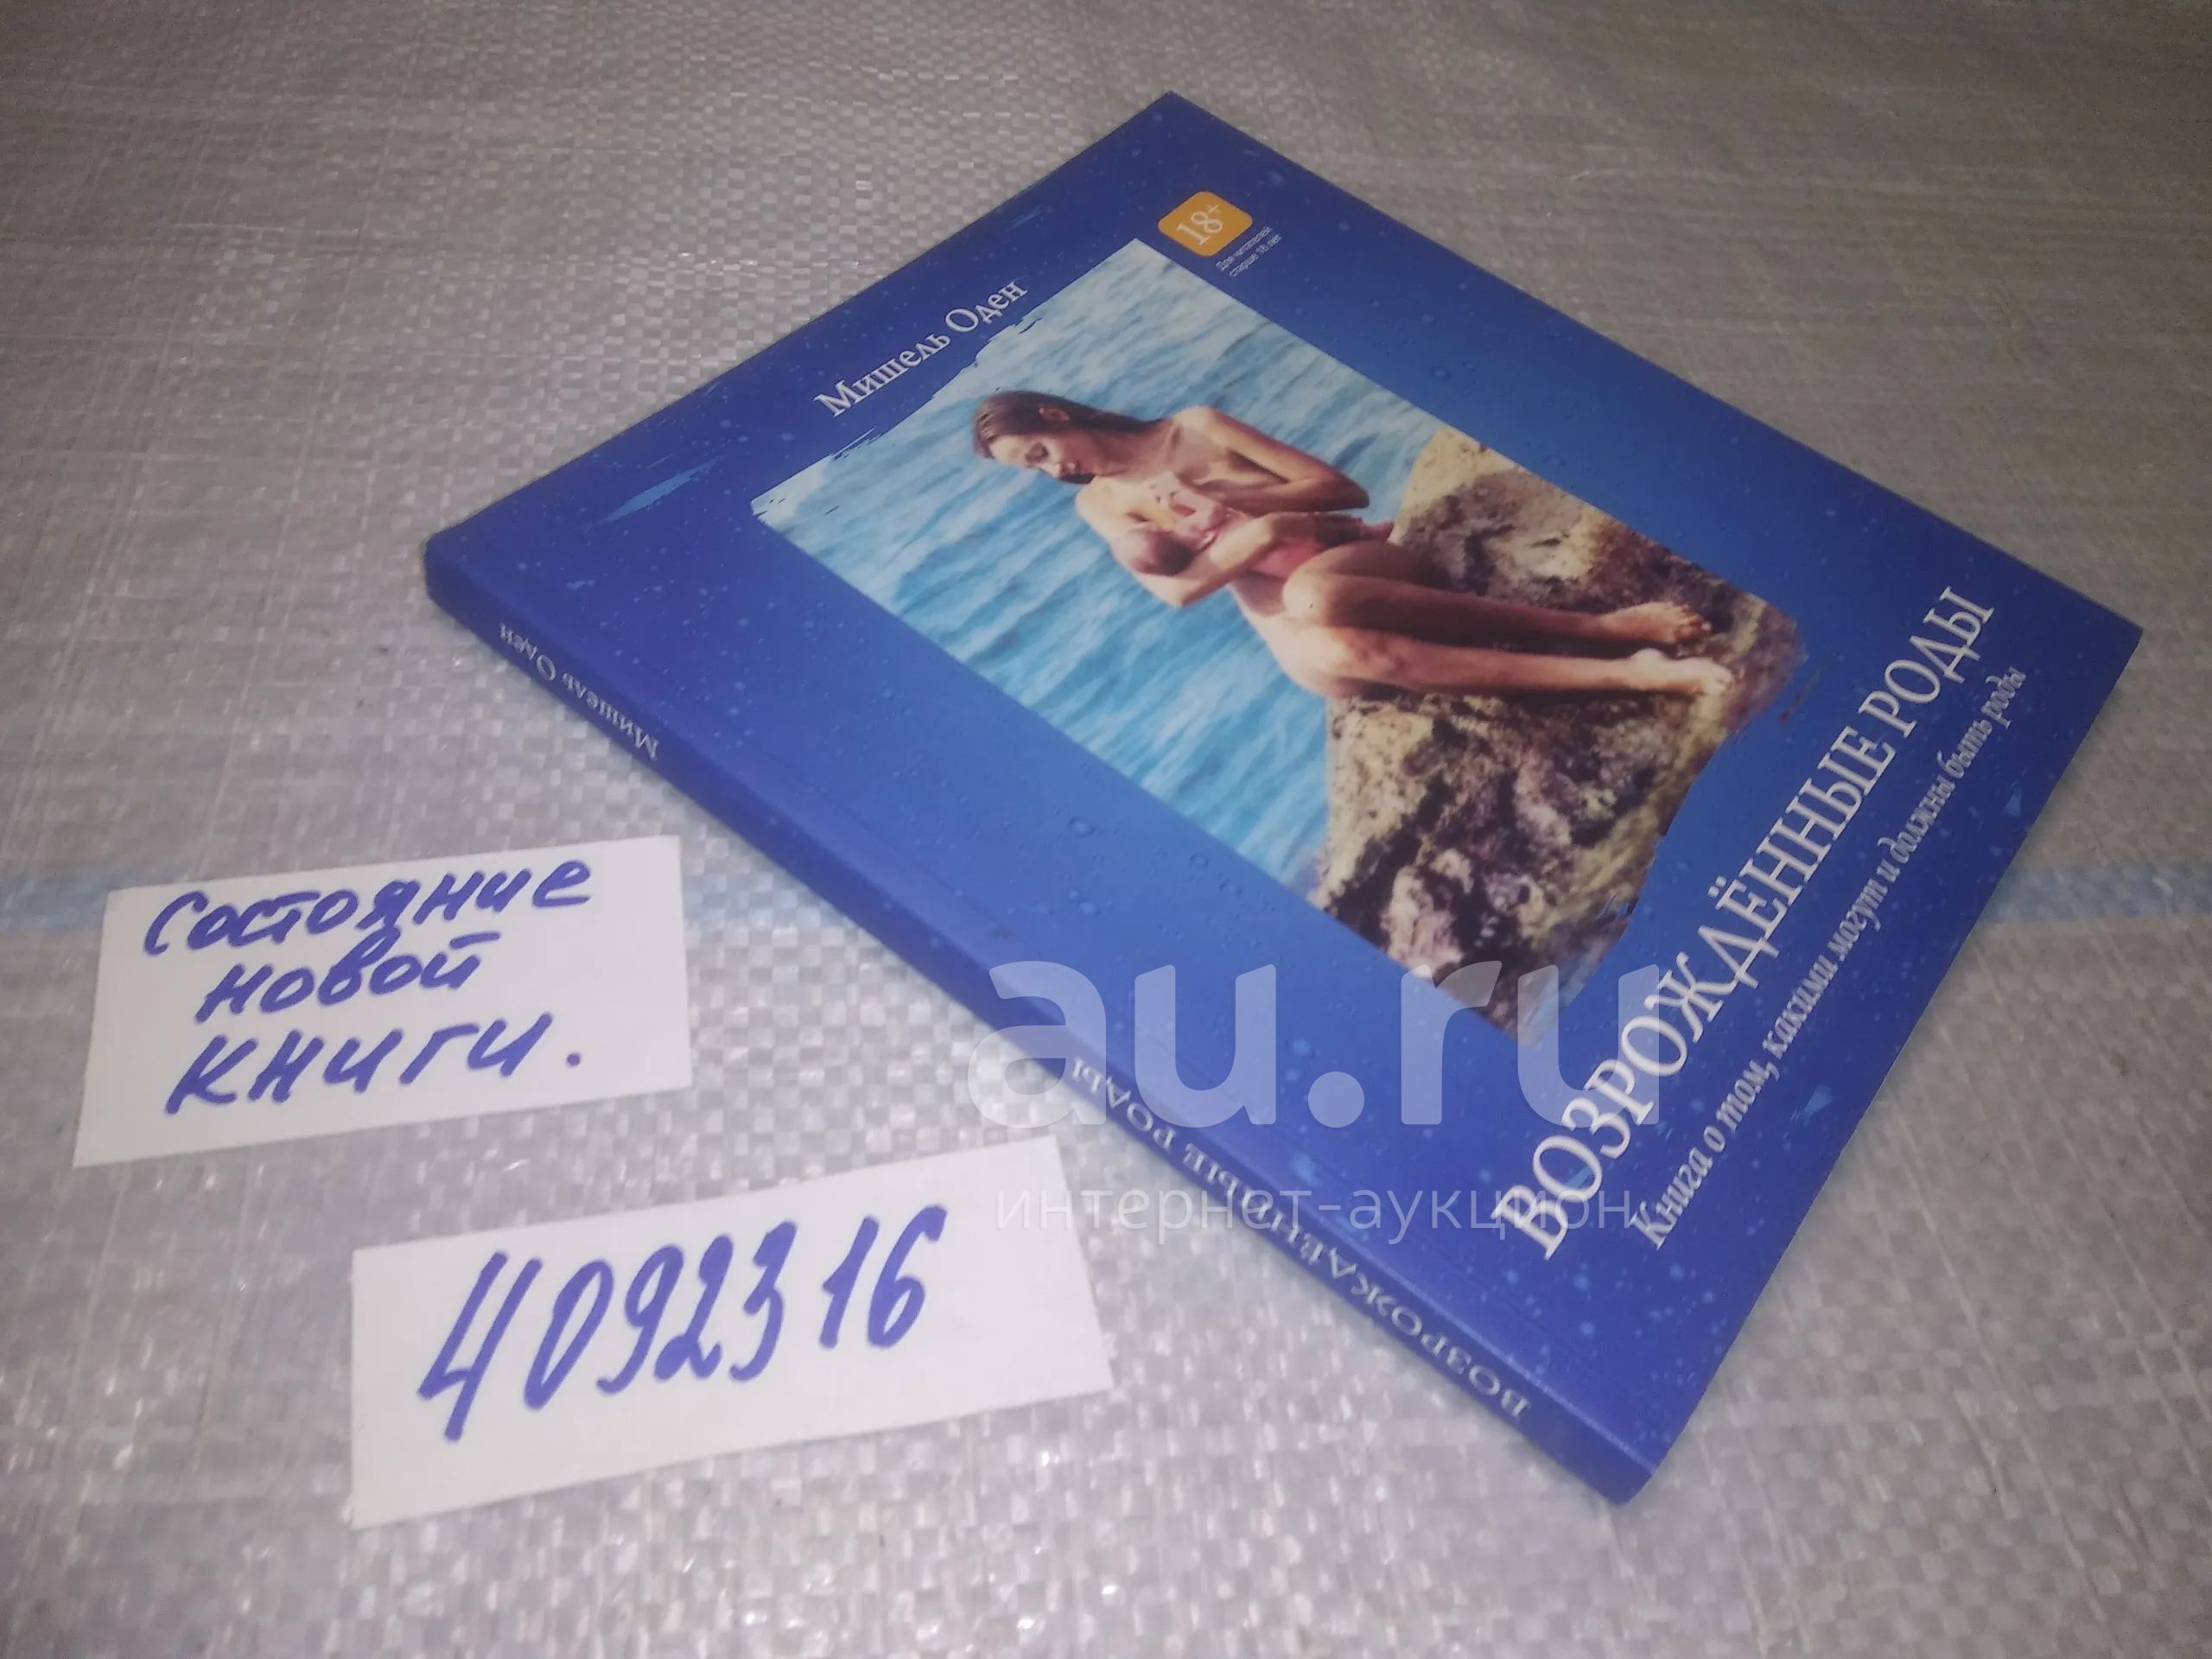 18+
Для читателей
старше 18 лет
Мишель Оден
ВОЗРОЖДЁННЫЕ РОДЫ
Книга о том, какими могут и должны быть роды
Мишель Оден
ВОЗРОЖДЁННЫЕ РОДЫ
Состояние
новой
книги.
4092316
au.ru
интернет-аукцион